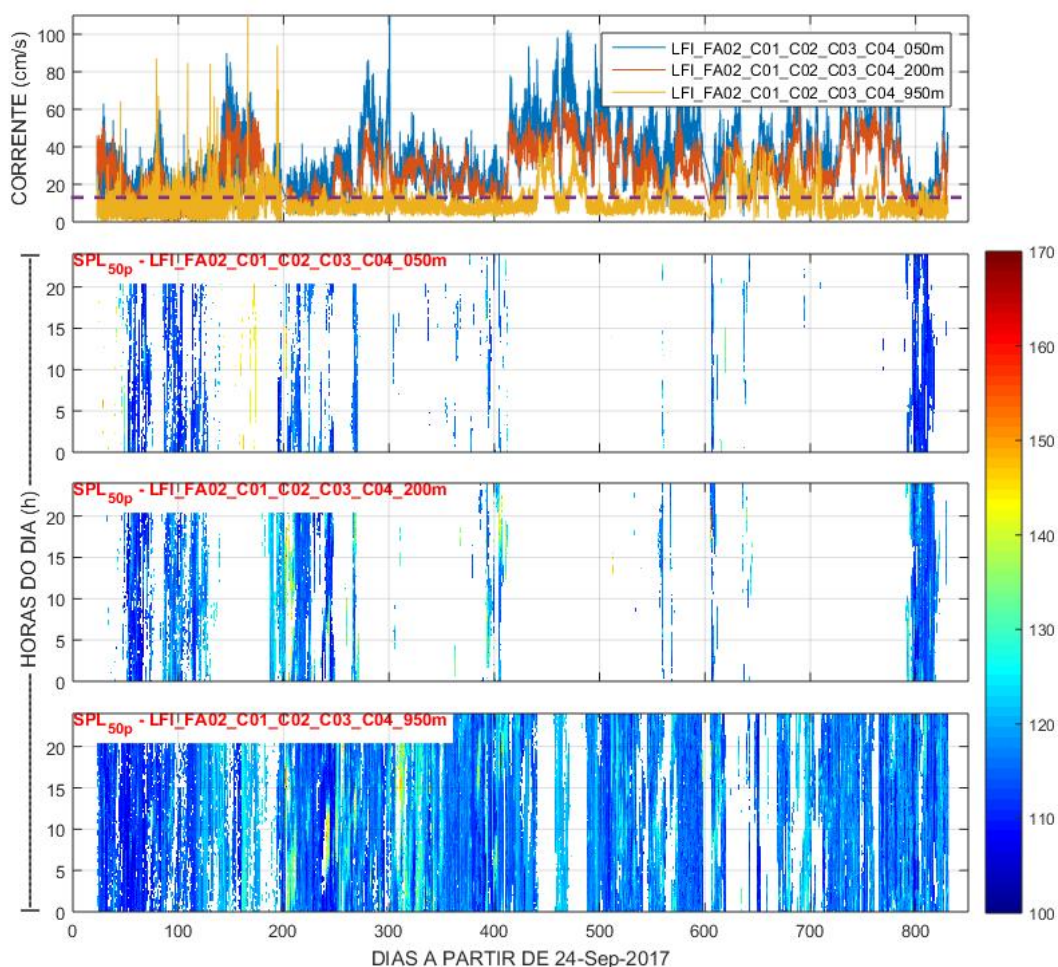 CORRENTE (cm/s)
100
80
60
40
20
0
LFI_FA02_C01_C02_C03_C04_050m
LFI_FA02_C01_C02_C03_C04_200m
LFI_FA02_C01_C02_C03_C04_950m
HORAS DO DIA (h)
SPL50p - LFI_FA02_C01_C02_C03_C04_050m
20
15
10
5
0
SPL50p - LFI_FA02_C01_C02_C03_C04_200m
20
15
10
5
0
SPL50p - LFI_FA02_C01_C02_C03_C04_950m
20
15
10
5
0
0 100 200 300 400 500 600 700 800
DIAS A PARTIR DE 24-Sep-2017
170
160
150
140
130
120
110
100